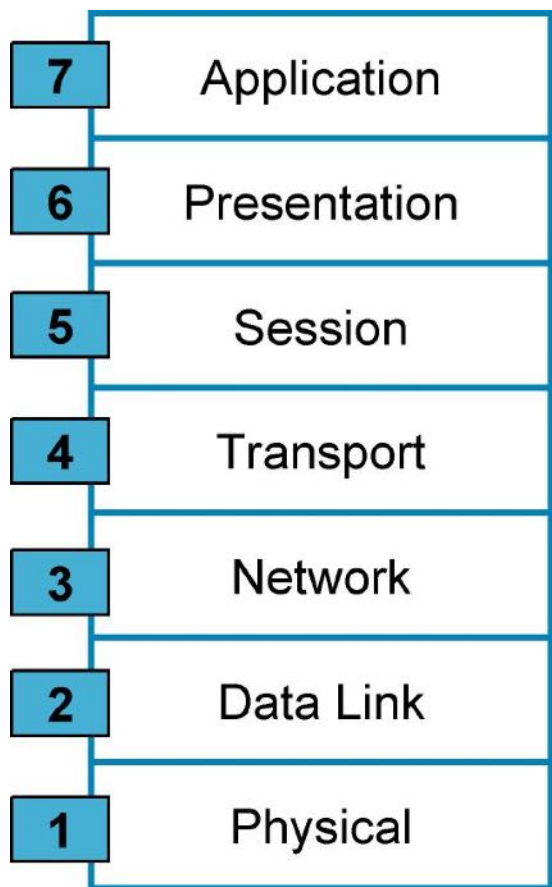 7 Application
6 Presentation
5 Session
4 Transport
3 Network
2 Data Link
1 Physical